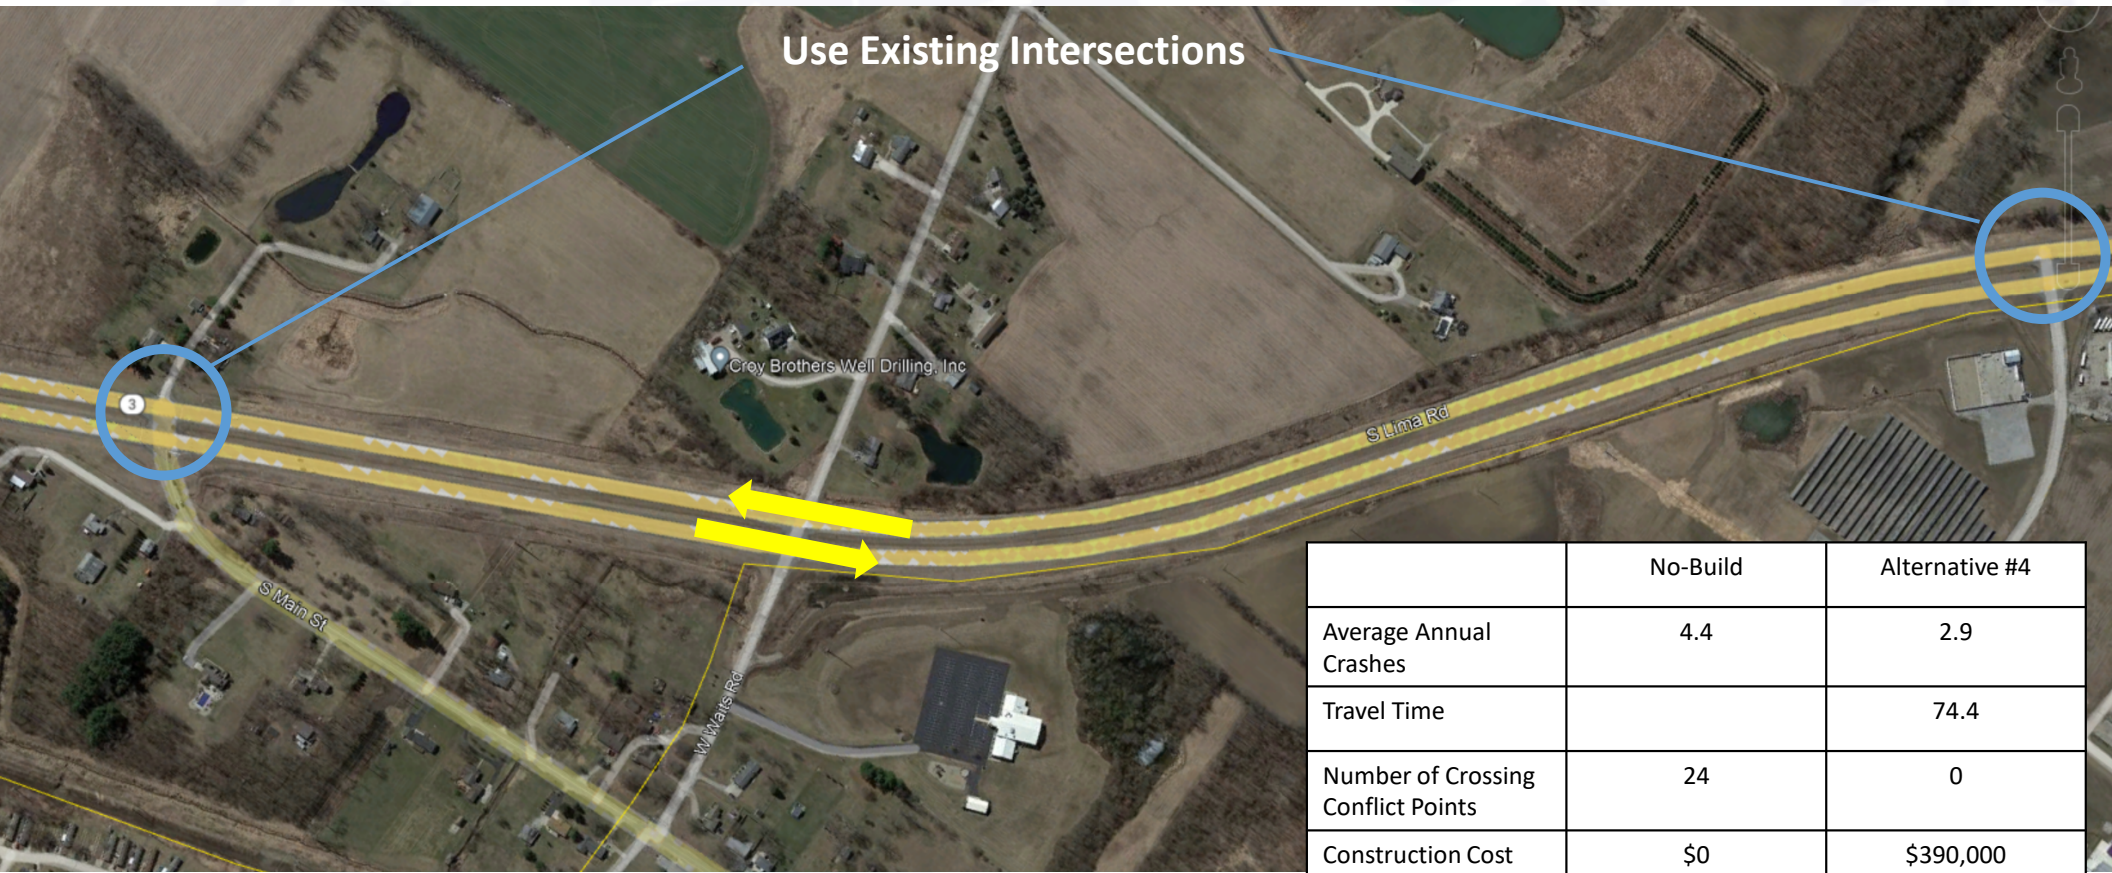 Use Existing Intersections
Croy Brothers Well Drilling, Inc
3
S Lima Rd
S Main St
W Waits Rd
No-Build Alternative #4
Average Annual 4.4 2.9
Crashes
Travel Time 74.4
Number of Crossing 24 0
Conflict Points
Construction Cost $0 $390,000